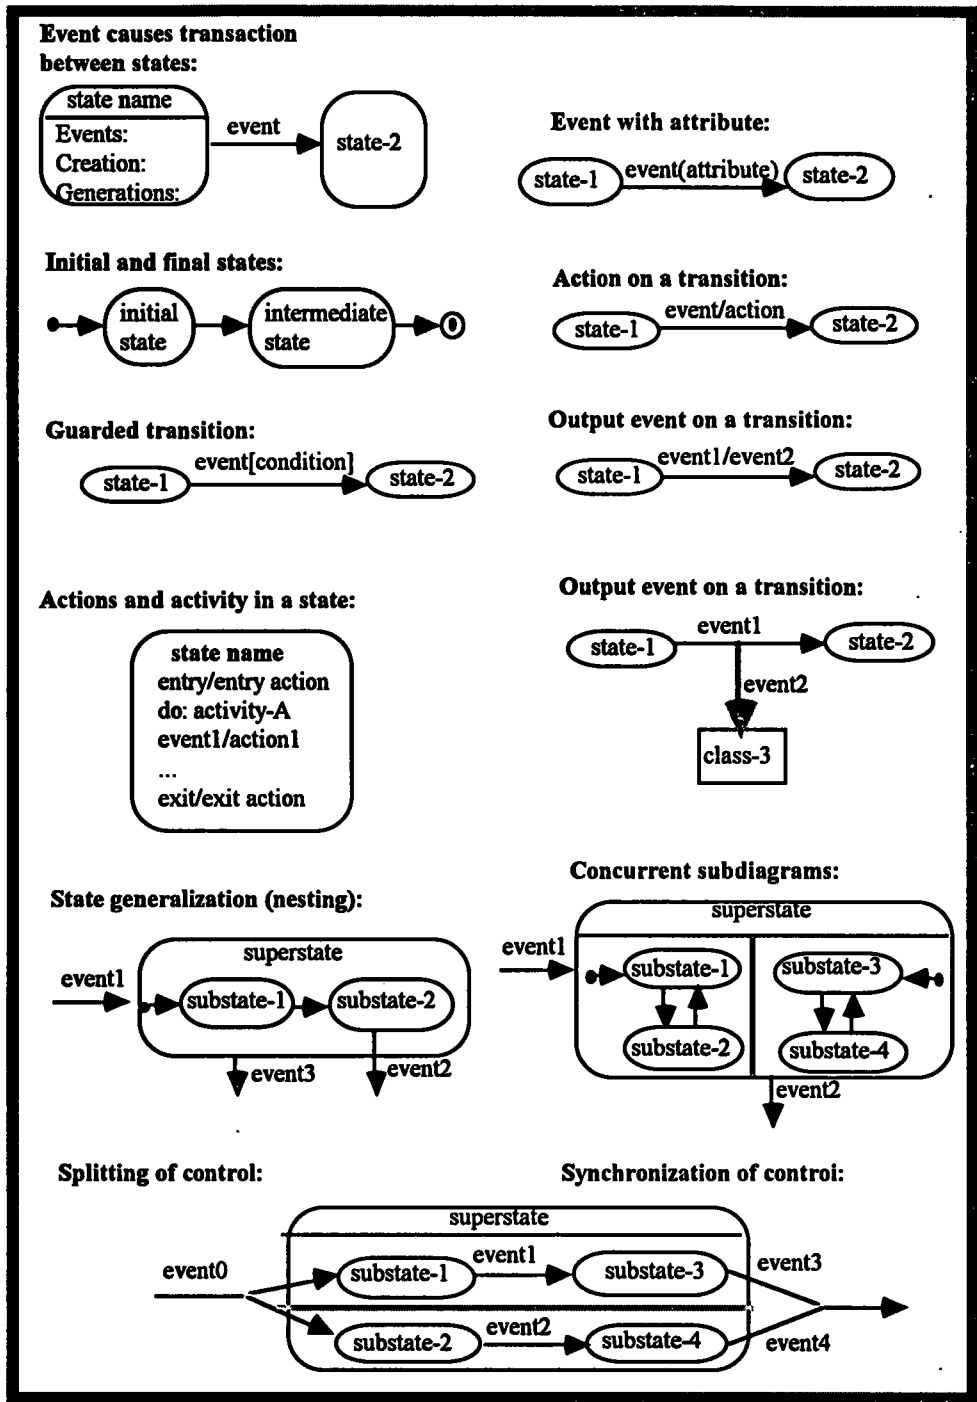 Event causes transaction
between states:
state name
Events:
Creation:
Generations:
event
state-2
Event with attribute:
state-1
event(attribute)
state-2
Initial and final states:
initial
state
intermediate
state
Action on a transition:
state-1
event/action
state-2
Guarded transition:
state-1
event[condition]
state-2
Output event on a transition:
state-1
event1/event2
state-2
Actions and activity in a state:
state name
entry/entry action
do: activity-A
event1/action1
...
exit/exit action
Output event on a transition:
state-1
event1
state-2
event2
class-3
State generalization (nesting):
superstate
event1
substate-1
substate-2
event3
event2
Concurrent subdiagrams:
superstate
event1
substate-1
substate-2
substate-3
substate-4
event2
Splitting of control:
Synchronization of control:
superstate
event0
substate-1
event1
substate-3
event3
substate-2
event2
substate-4
event4